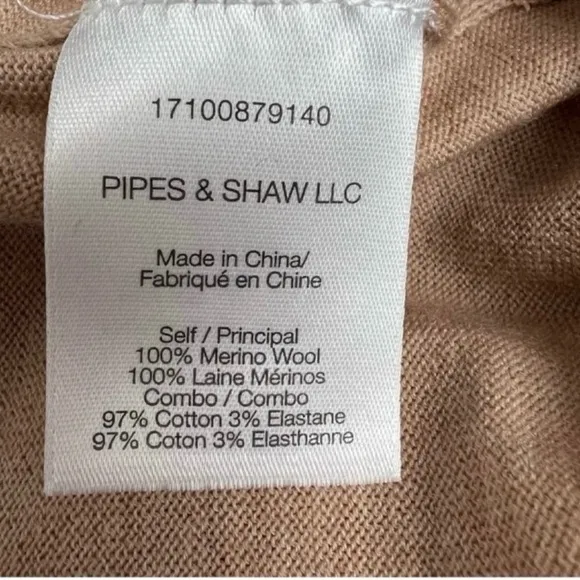 17100879140
PIPES & SHAW LLC
Made in China/
Fabriqué en Chine
Self / Principal
100% Merino Wool
100% Laine Mérinos
Combo / Combo
97% Cotton 3% Elastane
97% Coton 3% Elasthanne